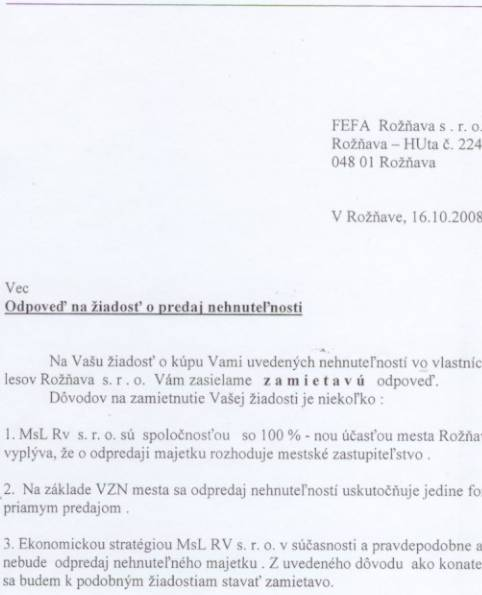 FEFA Rožňava s . r. o.
Rožňava – HUta č. 224
048 01 Rožňava
V Rožňave, 16.10.2008
Vec
Odpoveď na žiadosť o predaj nehnuteľnosti
Na Vašu žiadosť o kúpu Vami uvedených nehnuteľností vo vlastníc
lesov Rožňava s. r . o. Vám zasielame z a m i e t a v ú odpoveď.
Dôvodov na zamietnutie Vašej žiadosti je niekoľko :
1. MsL Rv s. r. o. sú spoločnosťou so 100 % - nou účasťou mesta Rožňav
vyplýva, že o odpredaji majetku rozhoduje mestské zastupiteľstvo .
2. Na základe VZN mesta sa odpredaj nehnuteľností uskutočňuje jedine fo
priamym predajom .
3. Ekonomickou stratégiou MsL RV s. r. o. v súčasnosti a pravdepodobne a
nebude odpredaj nehnuteľného majetku . Z uvedeného dôvodu ako konate
sa budem k podobným žiadostiam stavať zamietavo.